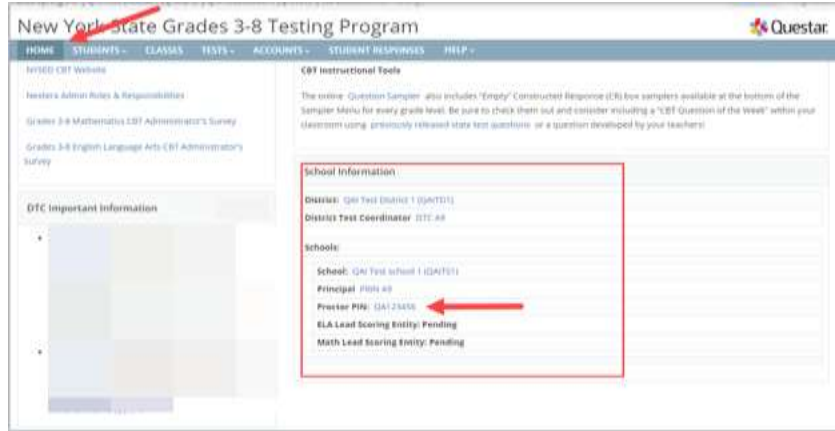 New York State Grades 3-8 Testing Program
Questar
HOME STUDENTS CLASSES TESTS ACCOUNTS STUDENT RESPONSES HELP
NYSED CBT Website
Nextera Admin Roles & Responsibilities
Grades 3-8 Mathematics CBT Administrator's Survey
Grades 3-8 English Language Arts CBT Administrator's
Survey
DTC Important Information
CBT Instructional Tools
The online Question Sampler also includes "Empty" Constructed Response (CR) box samplers available at the bottom of the
Sampler Menu for every grade level. Be sure to check them out and consider including a "CBT Question of the Week" within your
classroom using previously released state test questions or a question developed by your teachers!
School Information
District: QAI Test District 1 (QAITD1)
District Test Coordinator DTC A9
Schools:
School: QAI Test School 1 (QAITS1)
Principal PRIN A9
Proctor PIN: QA123456
ELA Lead Scoring Entity: Pending
Math Lead Scoring Entity: Pending